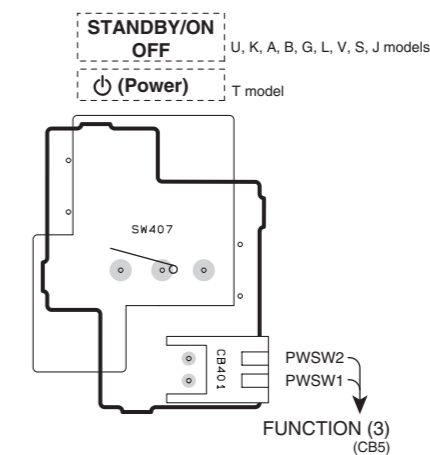 STANDBY/ON
OFF
U, K, A, B, G, L, V, S, J models
⏻ (Power)
T model
SW407
CB401
PWSW2
PWSW1
FUNCTION (3)
(CB5)